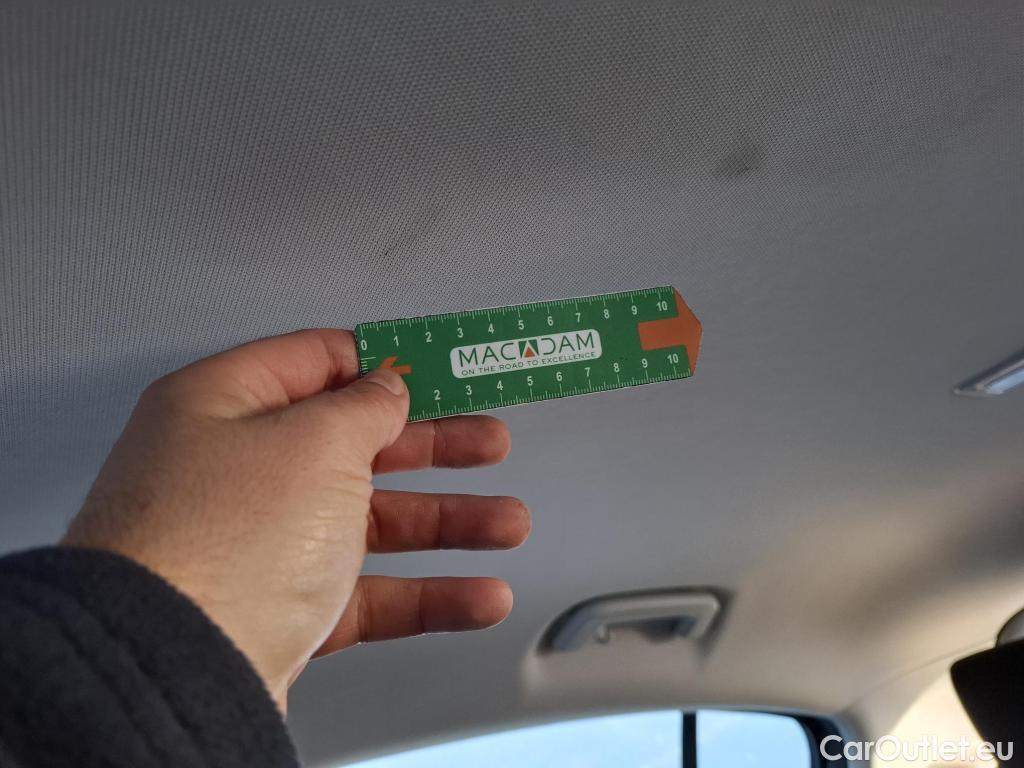 0 1 2 3 4 5 6 7 8 9 10
MACADAM
ON THE ROAD TO EXCELLENCE
2 3 4 5 6 7 8 9 10
CarOutlet.eu